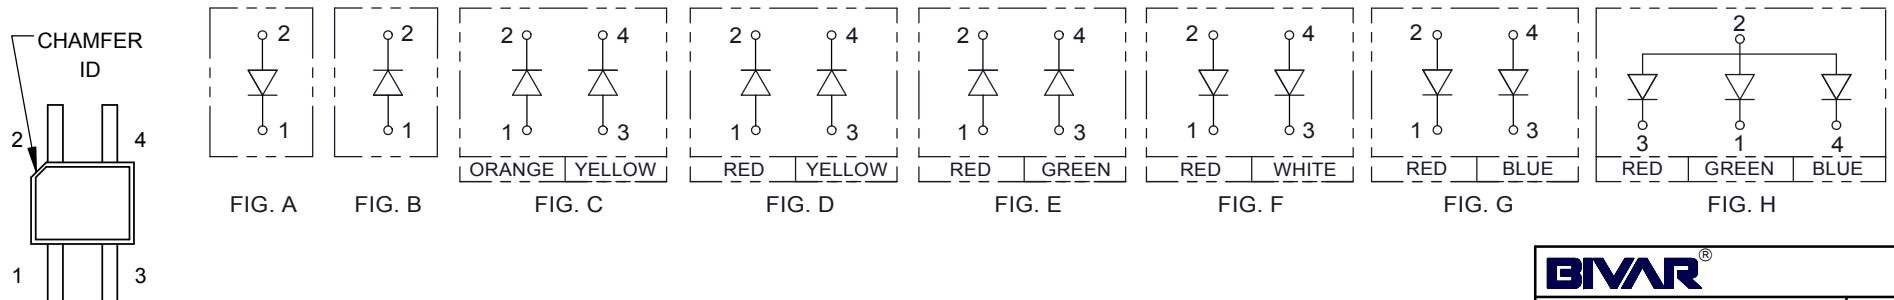 CHAMFER
ID
2 4
1 3
2
1
FIG. A
2
1
FIG. B
2 4
1 3
ORANGE YELLOW
FIG. C
2 4
1 3
RED YELLOW
FIG. D
2 4
1 3
RED GREEN
FIG. E
2 4
1 3
RED WHITE
FIG. F
2 4
1 3
RED BLUE
FIG. G
2
3 1 4
RED GREEN BLUE
FIG. H
BIVAR®